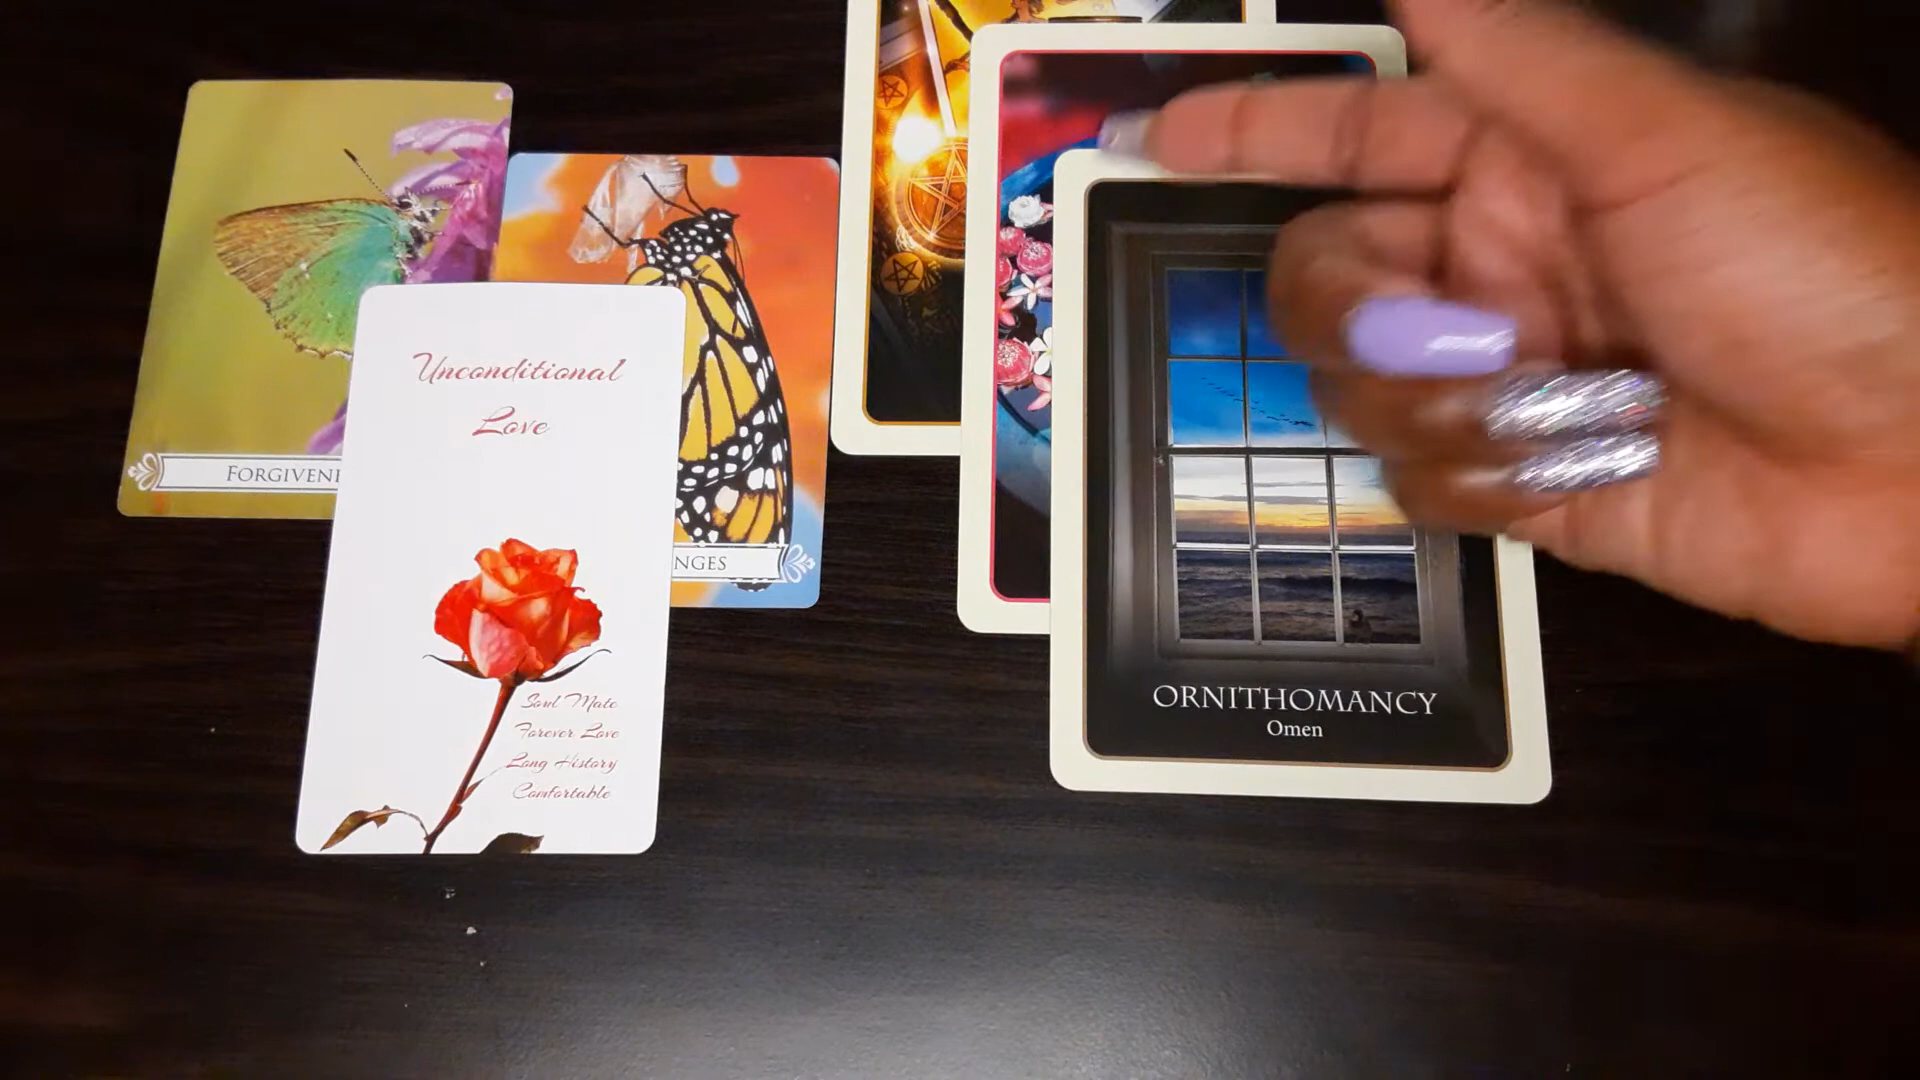 FORGIVENE
NGES
Unconditional
Love
Soul Mate
Forever Love
Long History
Comfortable
ORNITHOMANCY
Omen